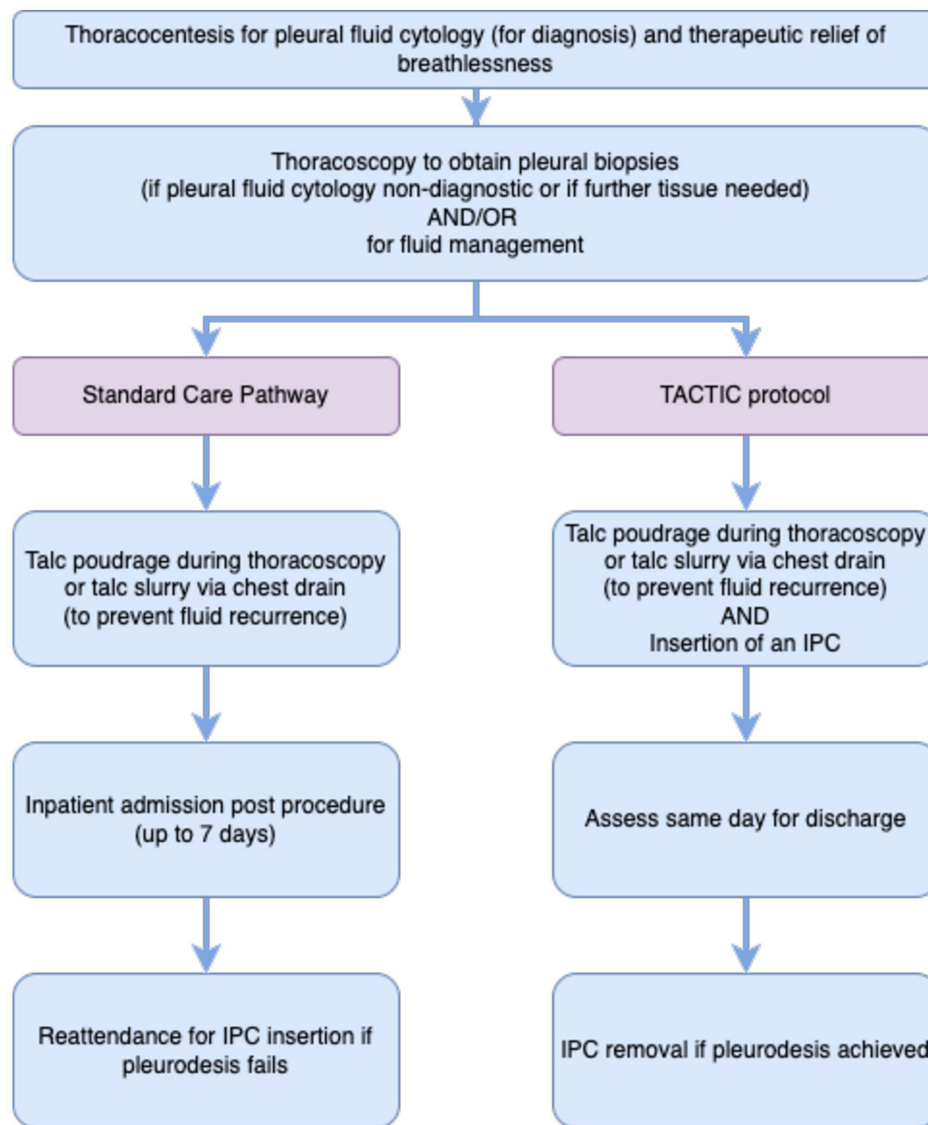 Thoracocentesis for pleural fluid cytology (for diagnosis) and therapeutic relief of
breathlessness
Thoracoscopy to obtain pleural biopsies
(if pleural fluid cytology non-diagnostic or if further tissue needed)
AND/OR
for fluid management
Standard Care Pathway
TACTIC protocol
Talc poudrage during thoracoscopy
or talc slurry via chest drain
(to prevent fluid recurrence)
Talc poudrage during thoracoscopy
or talc slurry via chest drain
(to prevent fluid recurrence)
AND
Insertion of an IPC
Inpatient admission post procedure
(up to 7 days)
Assess same day for discharge
Reattendance for IPC insertion if
pleurodesis fails
IPC removal if pleurodesis achieved